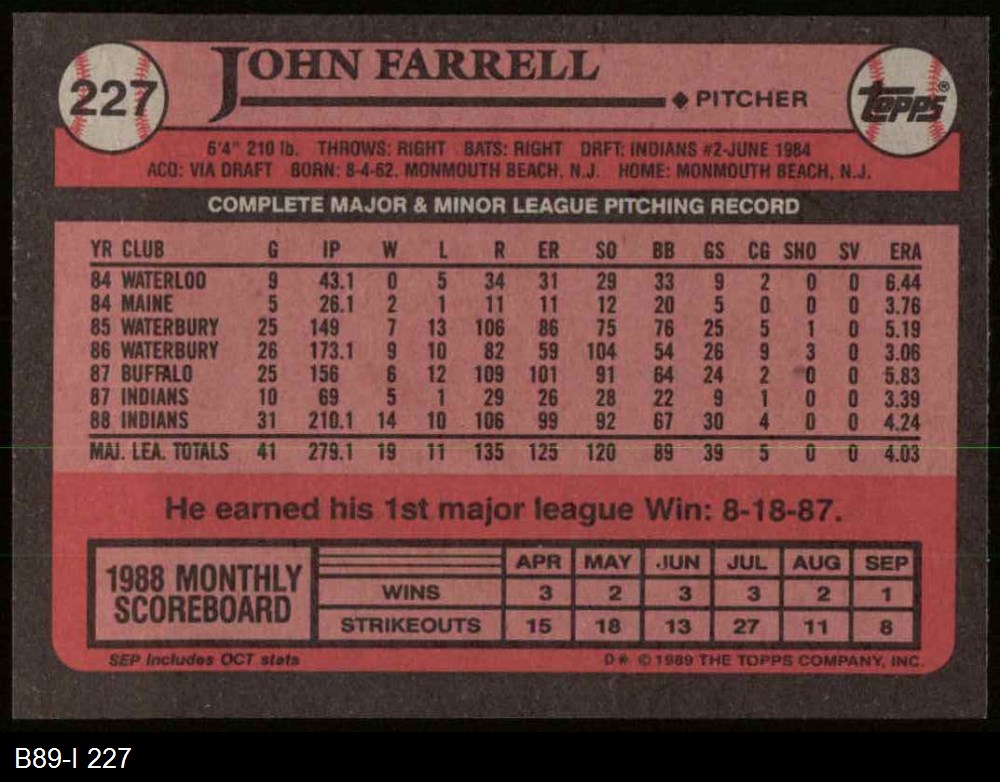 227 JOHN FARRELL ◆ PITCHER topps®
6'4" 210 lb. THROWS: RIGHT BATS: RIGHT DRFT: INDIANS #2-JUNE 1984
ACQ: VIA DRAFT BORN: 8-4-62, MONMOUTH BEACH, N.J. HOME: MONMOUTH BEACH, N.J.
COMPLETE MAJOR & MINOR LEAGUE PITCHING RECORD
YR CLUB G IP W L R ER SO BB GS CG SHO SV ERA
84 WATERLOO 9 43.1 0 5 34 31 29 33 9 2 0 0 6.44
84 MAINE 5 26.1 2 1 11 11 12 20 5 0 0 0 3.76
85 WATERBURY 25 149 7 13 106 86 75 76 25 5 1 0 5.19
86 WATERBURY 26 173.1 9 10 82 59 104 54 26 9 3 0 3.06
87 BUFFALO 25 156 6 12 109 101 91 64 24 2 0 0 5.83
87 INDIANS 10 69 5 1 29 26 28 22 9 1 0 0 3.39
88 INDIANS 31 210.1 14 10 106 99 92 67 30 4 0 0 4.24
MAJ. LEA. TOTALS 41 279.1 19 11 135 125 120 89 39 5 0 0 4.03
He earned his 1st major league Win: 8-18-87.
1988 MONTHLY SCOREBOARD
APR MAY JUN JUL AUG SEP
WINS 3 2 3 3 2 1
STRIKEOUTS 15 18 13 27 11 8
SEP Includes OCT stats D* © 1989 THE TOPPS COMPANY, INC.
B89-I 227